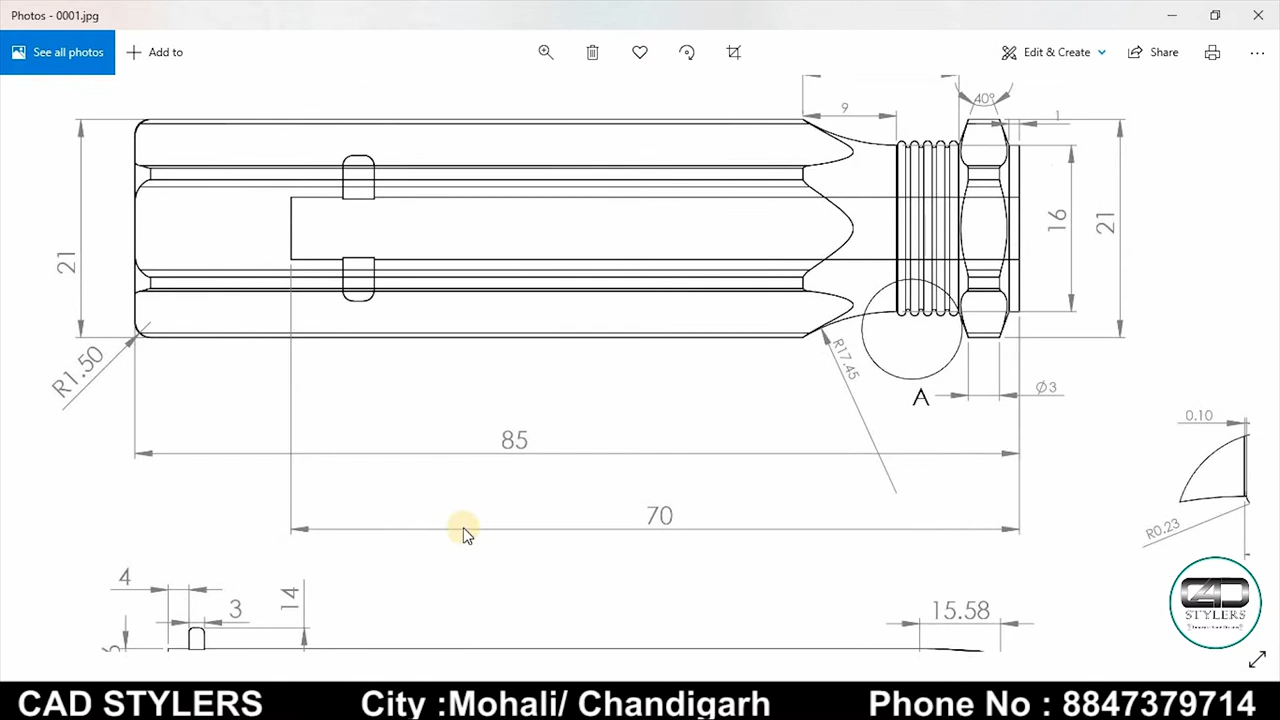 Photos - 0001.jpg
See all photos
Add to
Edit & Create
Share
9
40°
1
21
16
21
R1.50
R17.45
A
Ø3
85
0.10
70
R0.23
4
3
14
15.58
CAD
STYLERS
CAD STYLERS City :Mohali/ Chandigarh Phone No : 8847379714